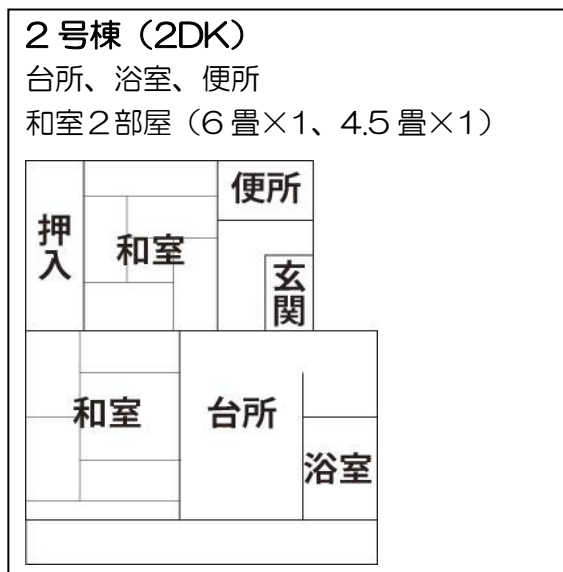 ２号棟（2DK）
台所、浴室、便所
和室２部屋（6 畳×1、4.5 畳×1）
便所
押入
和室
玄関
和室
台所
浴室